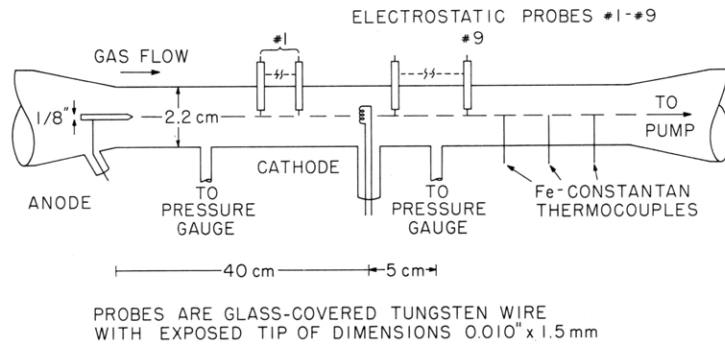 ELECTROSTATIC PROBES #1-#9
#1
#9
GAS FLOW
1/8"
2.2 cm
TO
PUMP
CATHODE
ANODE
TO
PRESSURE
GAUGE
TO
PRESSURE
GAUGE
Fe-CONSTANTAN
THERMOCOUPLES
40 cm
5 cm
PROBES ARE GLASS-COVERED TUNGSTEN WIRE
WITH EXPOSED TIP OF DIMENSIONS 0.010" x 1.5 mm